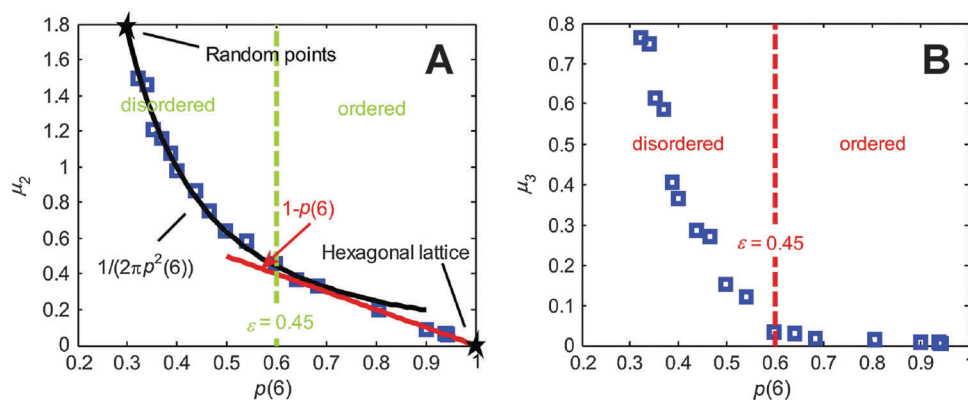 A
1.8
1.6
1.4
1.2
1
0.8
0.6
0.4
0.2
0
μ₂
Random points
disordered
ordered
1-p(6)
Hexagonal lattice
1/(2πp²(6))
ε = 0.45
0.3 0.4 0.5 0.6 0.7 0.8 0.9 1
p(6)
B
0.8
0.7
0.6
0.5
0.4
0.3
0.2
0.1
0
μ₃
disordered
ordered
ε = 0.45
0.3 0.4 0.5 0.6 0.7 0.8 0.9 1
p(6)